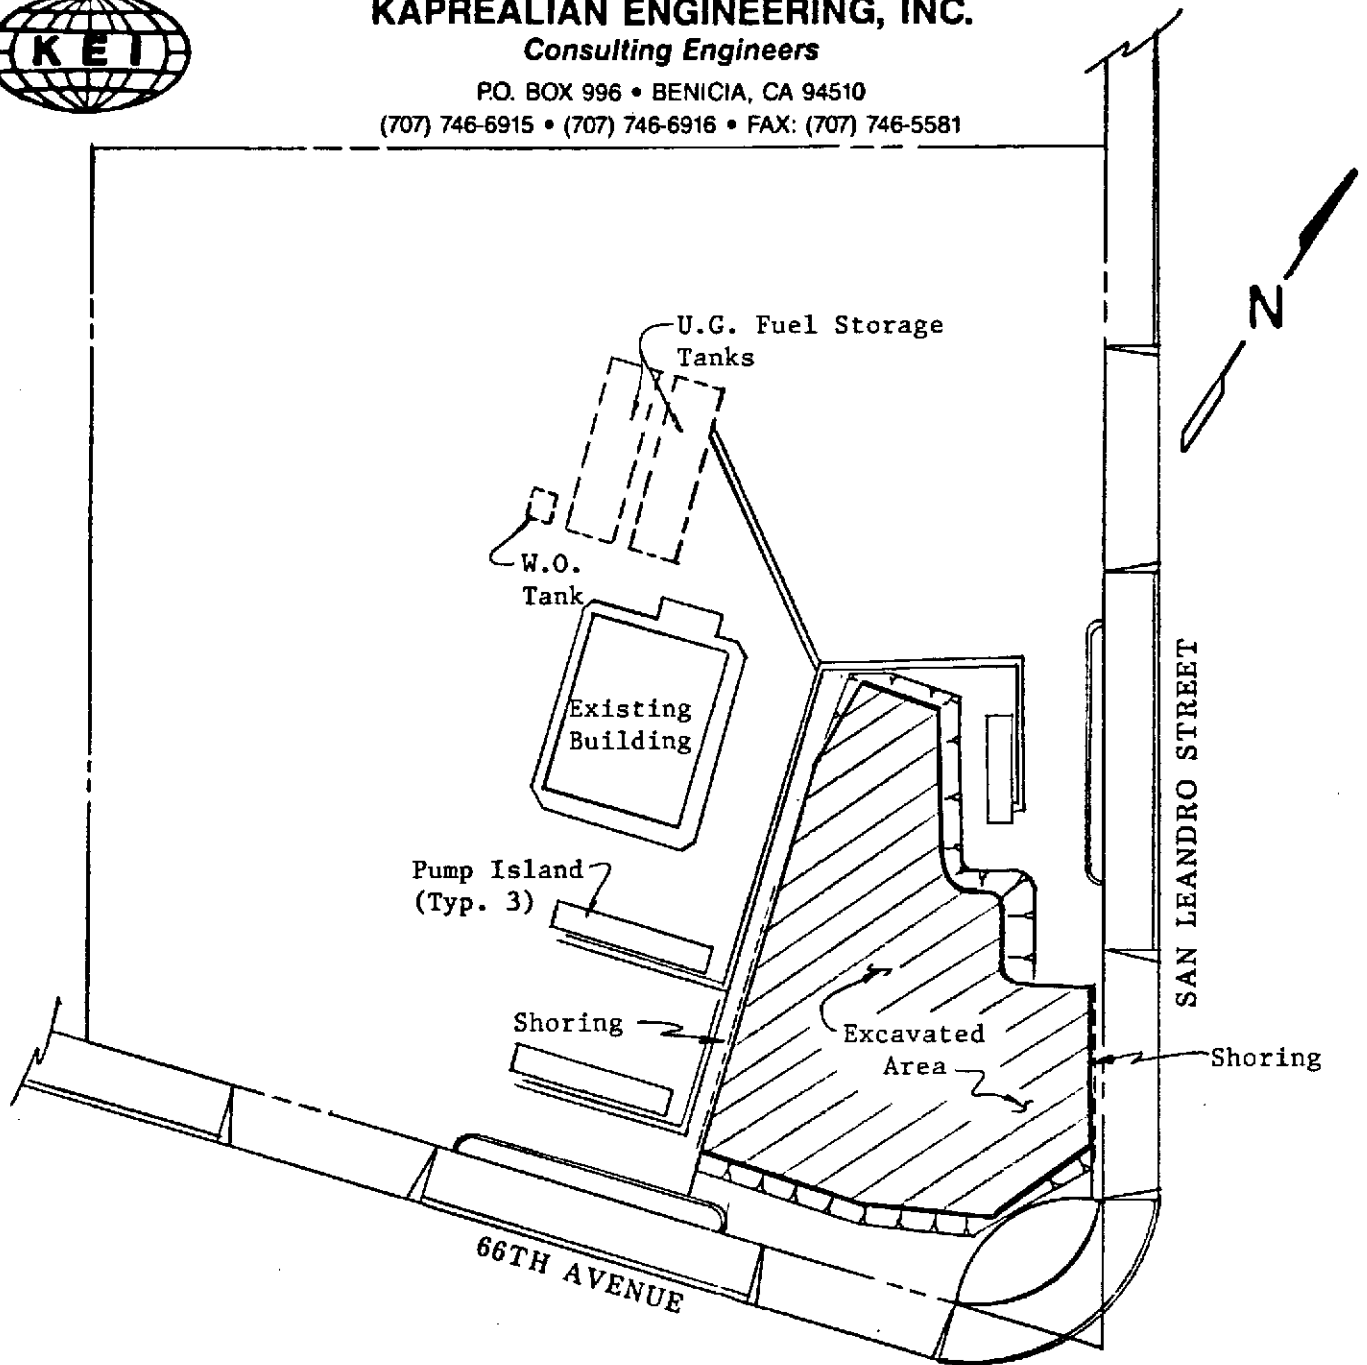 KAPREALIAN ENGINEERING, INC.
KEI
Consulting Engineers
P.O. BOX 996 • BENICIA, CA 94510
(707) 746-6915 • (707) 746-6916 • FAX: (707) 746-5581
N
U.G. Fuel Storage
Tanks
W.O.
Tank
Existing
Building
SAN LEANDRO STREET
Pump Island
(Typ. 3)
Shoring
Excavated
Area
Shoring
66TH AVENUE